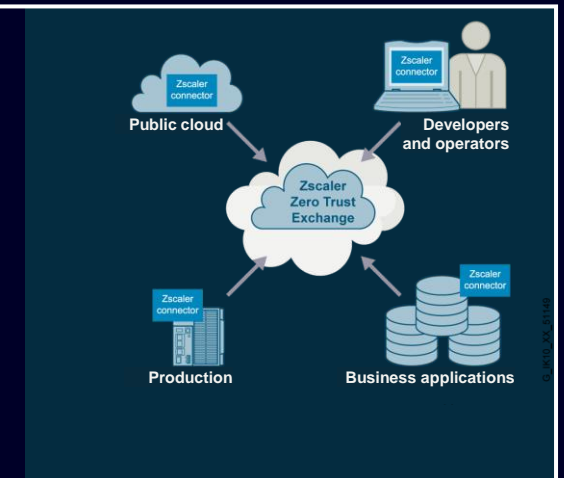 Zscaler
connector
Public cloud
Zscaler
connector
Developers
and operators
Zscaler
Zero Trust
Exchange
Zscaler
connector
Production
Zscaler
connector
Business applications